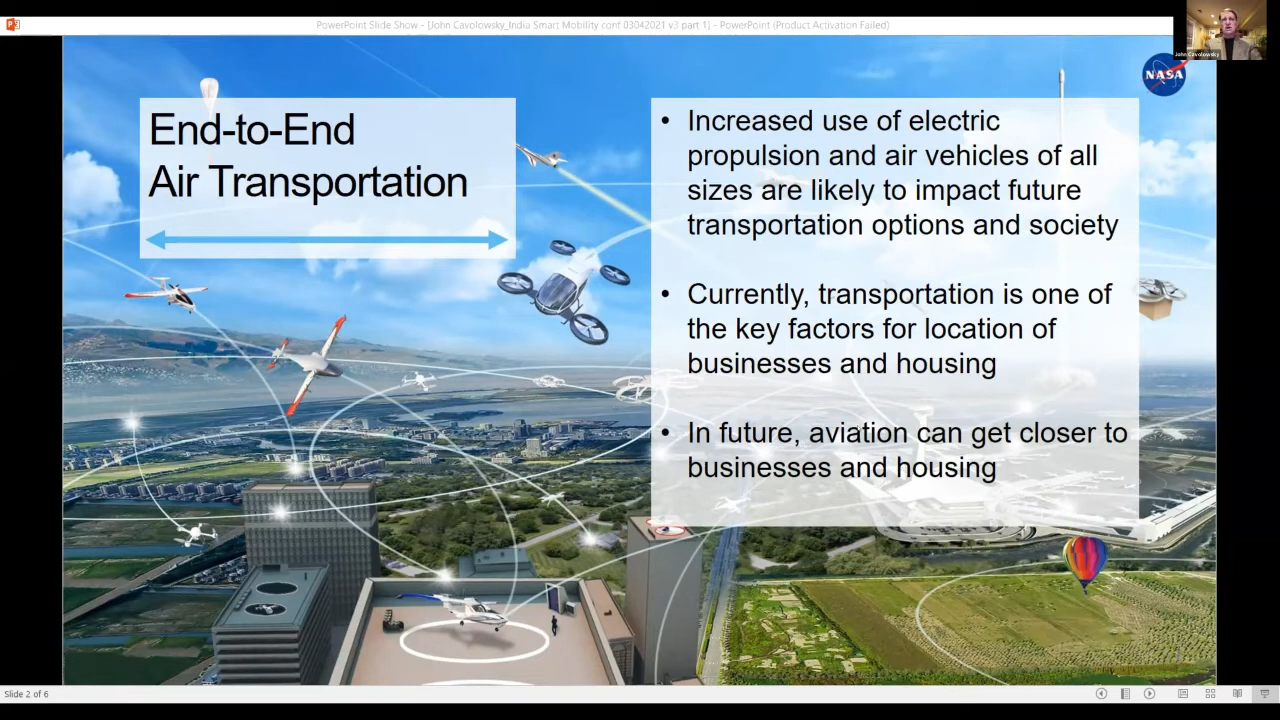 PowerPoint Slide Show - [John Cavolowsky_India Smart Mobility conf 03042021 v3 part 1] - PowerPoint (Product Activation Failed)
John Cavolowsky
NASA
End-to-End
Air Transportation
• Increased use of electric
propulsion and air vehicles of all
sizes are likely to impact future
transportation options and society
• Currently, transportation is one of
the key factors for location of
businesses and housing
• In future, aviation can get closer to
businesses and housing
Slide 2 of 6